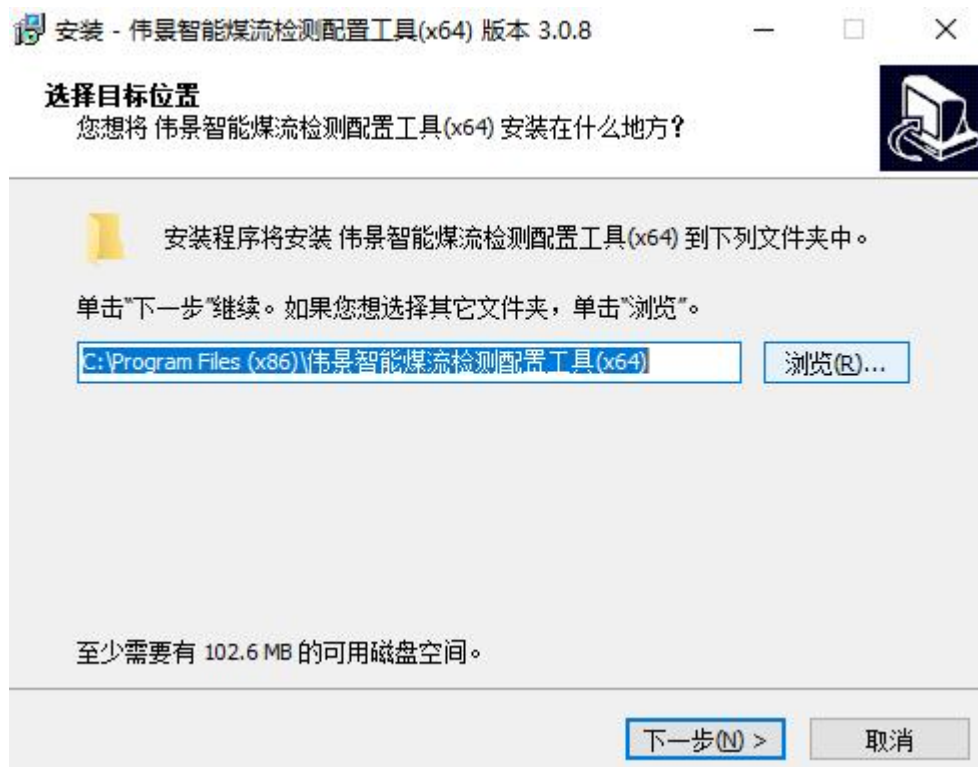 安装 - 伟景智能煤流检测配置工具(x64) 版本 3.0.8
选择目标位置
您想将 伟景智能煤流检测配置工具(x64) 安装在什么地方?
安装程序将安装 伟景智能煤流检测配置工具(x64) 到下列文件夹中。
单击“下一步”继续。如果您想选择其它文件夹，单击“浏览”。
C:\Program Files (x86)\伟景智能煤流检测配置工具(x64)
浏览(R)...
至少需要有 102.6 MB 的可用磁盘空间。
下一步(N) >
取消